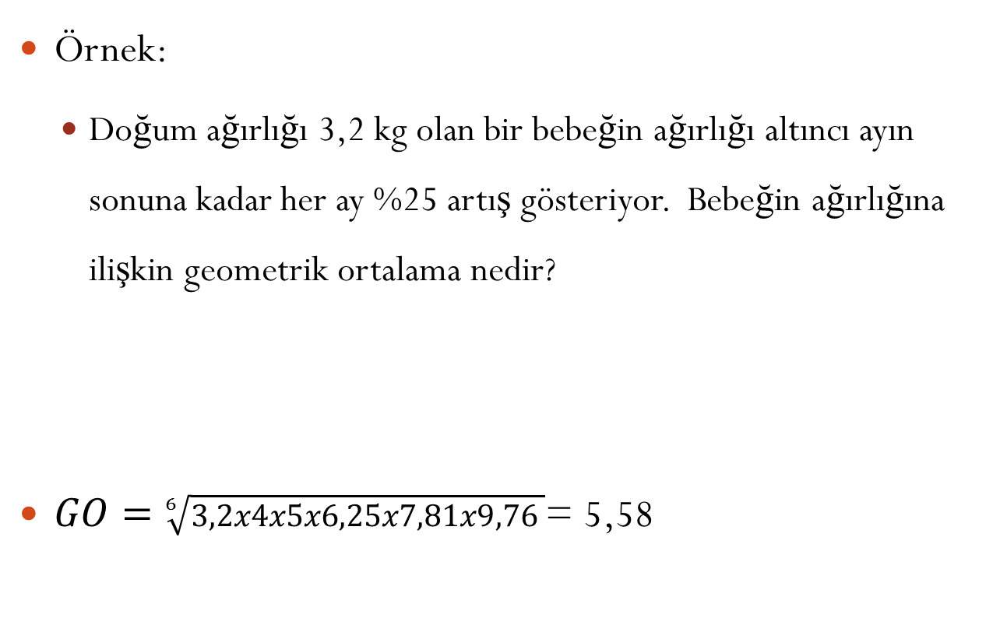 • Örnek:
• Doğum ağırlığı 3,2 kg olan bir bebeğin ağırlığı altıncı ayın
sonuna kadar her ay %25 artış gösteriyor.  Bebeğin ağırlığına
ilişkin geometrik ortalama nedir?
• GO = ⁶√3,2x4x5x6,25x7,81x9,76 = 5,58